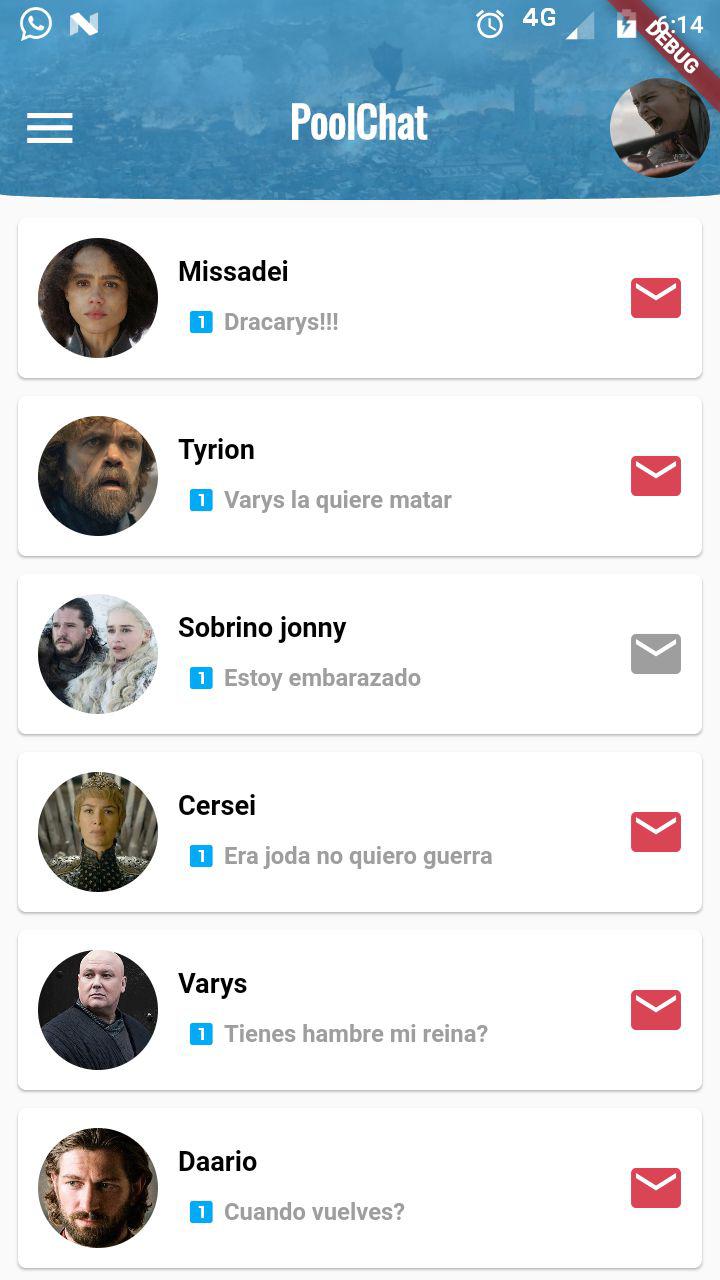 4G 6:14
DEBUG
PoolChat
Missadei
1 Dracarys!!!
Tyrion
1 Varys la quiere matar
Sobrino jonny
1 Estoy embarazado
Cersei
1 Era joda no quiero guerra
Varys
1 Tienes hambre mi reina?
Daario
1 Cuando vuelves?